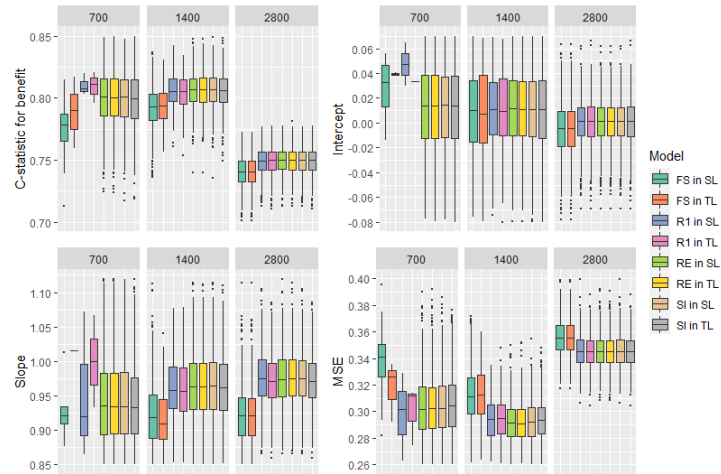 700 1400 2800
C-statistic for benefit
0.85
0.80
0.75
0.70
700 1400 2800
Intercept
0.06
0.04
0.02
0.00
-0.02
-0.04
-0.06
-0.08
700 1400 2800
Slope
1.10
1.05
1.00
0.95
0.90
0.85
700 1400 2800
MSE
0.40
0.38
0.36
0.34
0.32
0.30
0.28
0.26
Model
FS in SL
FS in TL
R1 in SL
R1 in TL
RE in SL
RE in TL
SI in SL
SI in TL